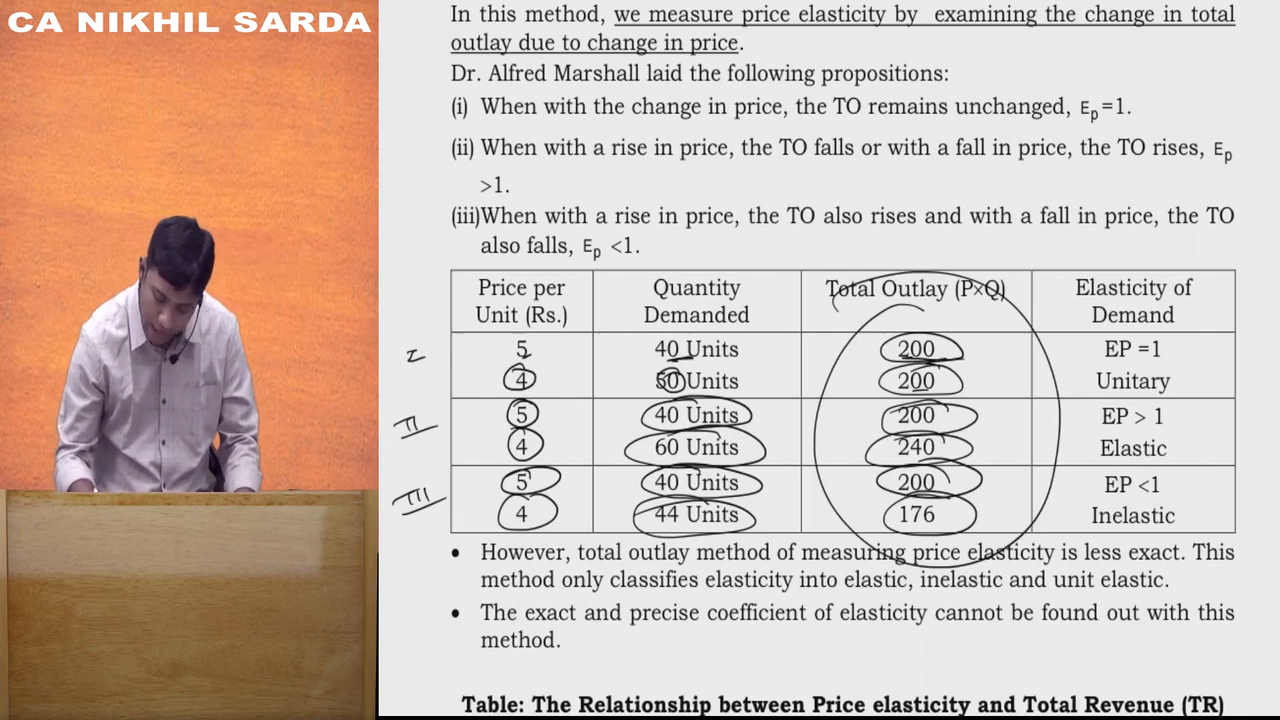 CA NIKHIL SARDA
In this method, we measure price elasticity by examining the change in total
outlay due to change in price.
Dr. Alfred Marshall laid the following propositions:
(i) When with the change in price, the TO remains unchanged, Ep=1.
(ii) When with a rise in price, the TO falls or with a fall in price, the TO rises, Ep
>1.
(iii)When with a rise in price, the TO also rises and with a fall in price, the TO
also falls, Ep <1.
Price per Quantity Total Outlay (P×Q) Elasticity of
Unit (Rs.) Demanded Demand
I 5 40 Units 200 EP =1
4 50 Units 200 Unitary
II 5 40 Units 200 EP > 1
4 60 Units 240 Elastic
III 5 40 Units 200 EP <1
4 44 Units 176 Inelastic
• However, total outlay method of measuring price elasticity is less exact. This
method only classifies elasticity into elastic, inelastic and unit elastic.
• The exact and precise coefficient of elasticity cannot be found out with this
method.
Table: The Relationship between Price elasticity and Total Revenue (TR)